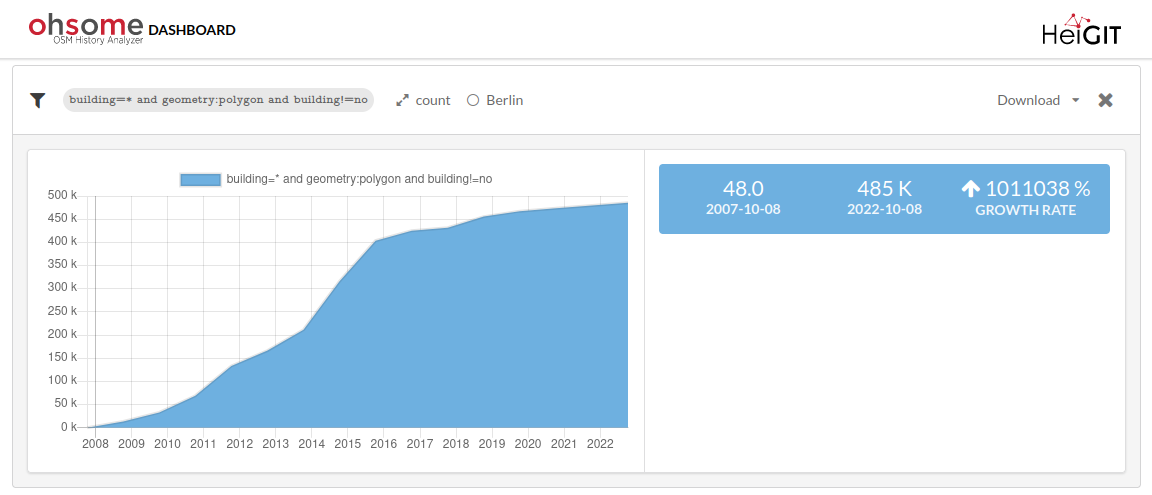 ohsome DASHBOARD
OSM History Analyzer
HeiGIT
building=* and geometry:polygon and building!=no count Berlin Download
building=* and geometry:polygon and building!=no
500 k
450 k
400 k
350 k
300 k
250 k
200 k
150 k
100 k
50 k
0 k
2008 2009 2010 2011 2012 2013 2014 2015 2016 2017 2018 2019 2020 2021 2022
48.0 485 K 1011038 %
2007-10-08 2022-10-08 GROWTH RATE